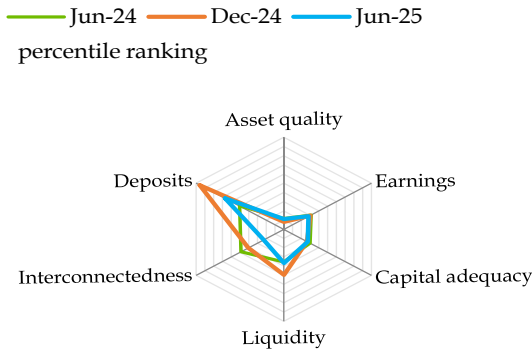 Jun-24 Dec-24 Jun-25
percentile ranking
Asset quality
Deposits Earnings
Interconnectedness Capital adequacy
Liquidity